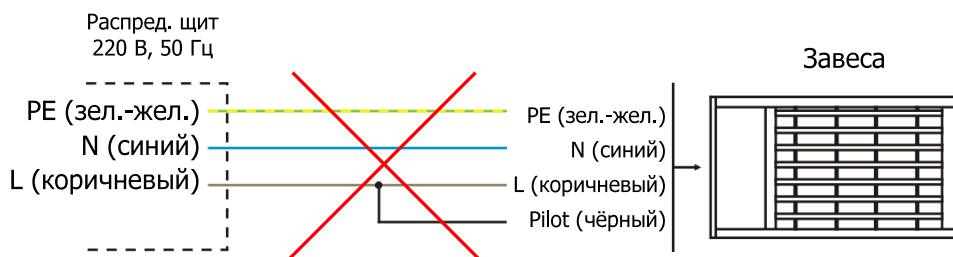 Распред. щит
220 В, 50 Гц
Завеса
PE (зел.-жел.)
N (синий)
L (коричневый)
PE (зел.-жел.)
N (синий)
L (коричневый)
Pilot (чёрный)